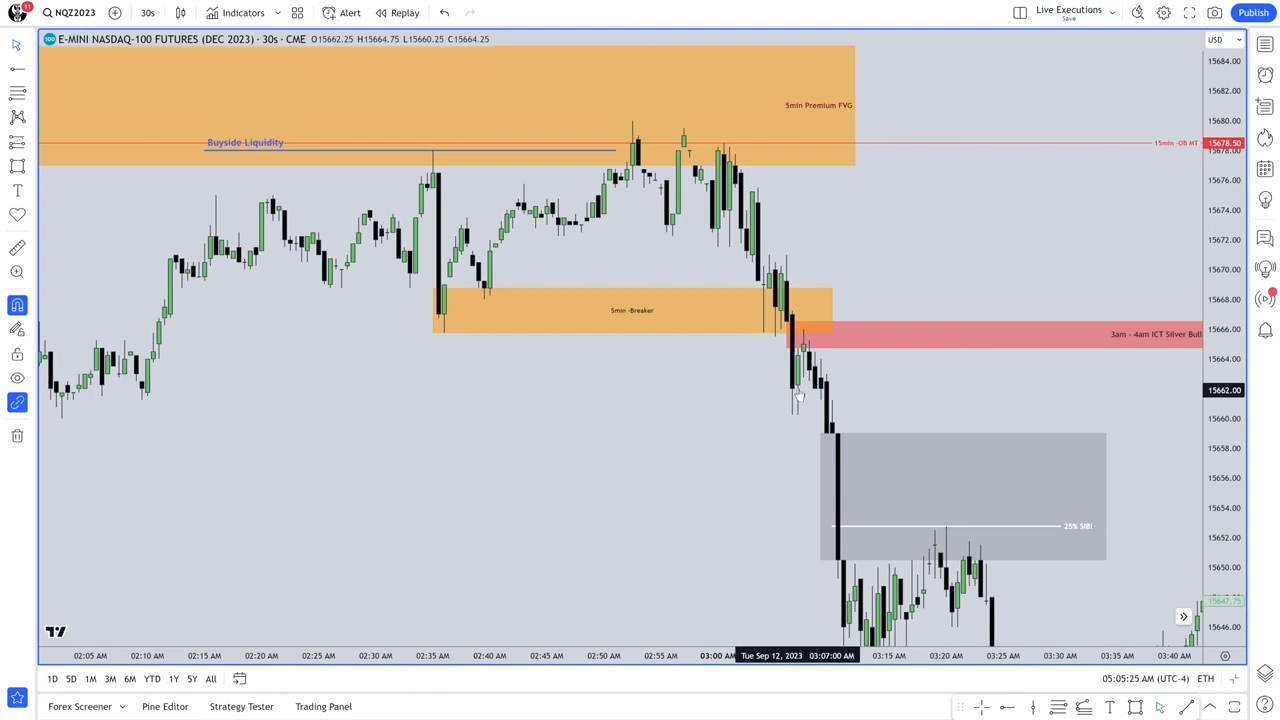 11
NQZ2023
30s
Indicators
Alert
Replay
Live Executions
Save
Publish
100
E-MINI NASDAQ-100 FUTURES (DEC 2023) · 30s · CME O15662.25 H15664.75 L15660.25 C15664.25
USD
15684.00
15682.00
5min Premium FVG
15680.00
Buyside Liquidity
15min -OB MT
15678.50
15678.00
15676.00
15674.00
15672.00
15670.00
15668.00
5min -Breaker
15666.00
3am - 4am ICT Silver Bull
15664.00
15662.00
15660.00
15658.00
15656.00
15654.00
25% SIBI
15652.00
15650.00
15647.75
15646.00
02:05 AM 02:10 AM 02:15 AM 02:20 AM 02:25 AM 02:30 AM 02:35 AM 02:40 AM 02:45 AM 02:50 AM 02:55 AM 03:00 AM Tue Sep 12, 2023 03:07:00 AM 03:15 AM 03:20 AM 03:25 AM 03:30 AM 03:35 AM 03:40 AM
1D 5D 1M 3M 6M YTD 1Y 5Y All
05:05:25 AM (UTC-4) ETH
Forex Screener Pine Editor Strategy Tester Trading Panel